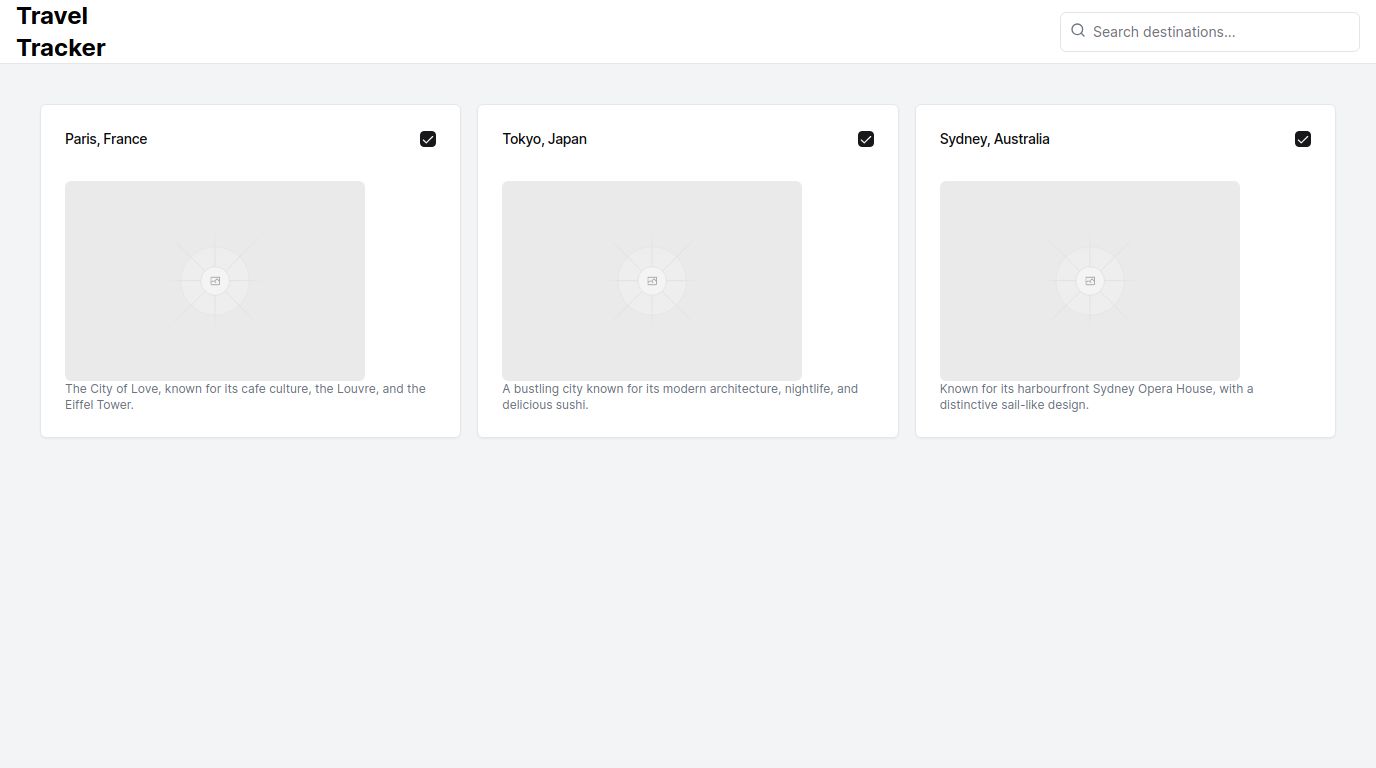 Travel
Tracker
Search destinations...
Paris, France
The City of Love, known for its cafe culture, the Louvre, and the
Eiffel Tower.
Tokyo, Japan
A bustling city known for its modern architecture, nightlife, and
delicious sushi.
Sydney, Australia
Known for its harbourfront Sydney Opera House, with a
distinctive sail-like design.